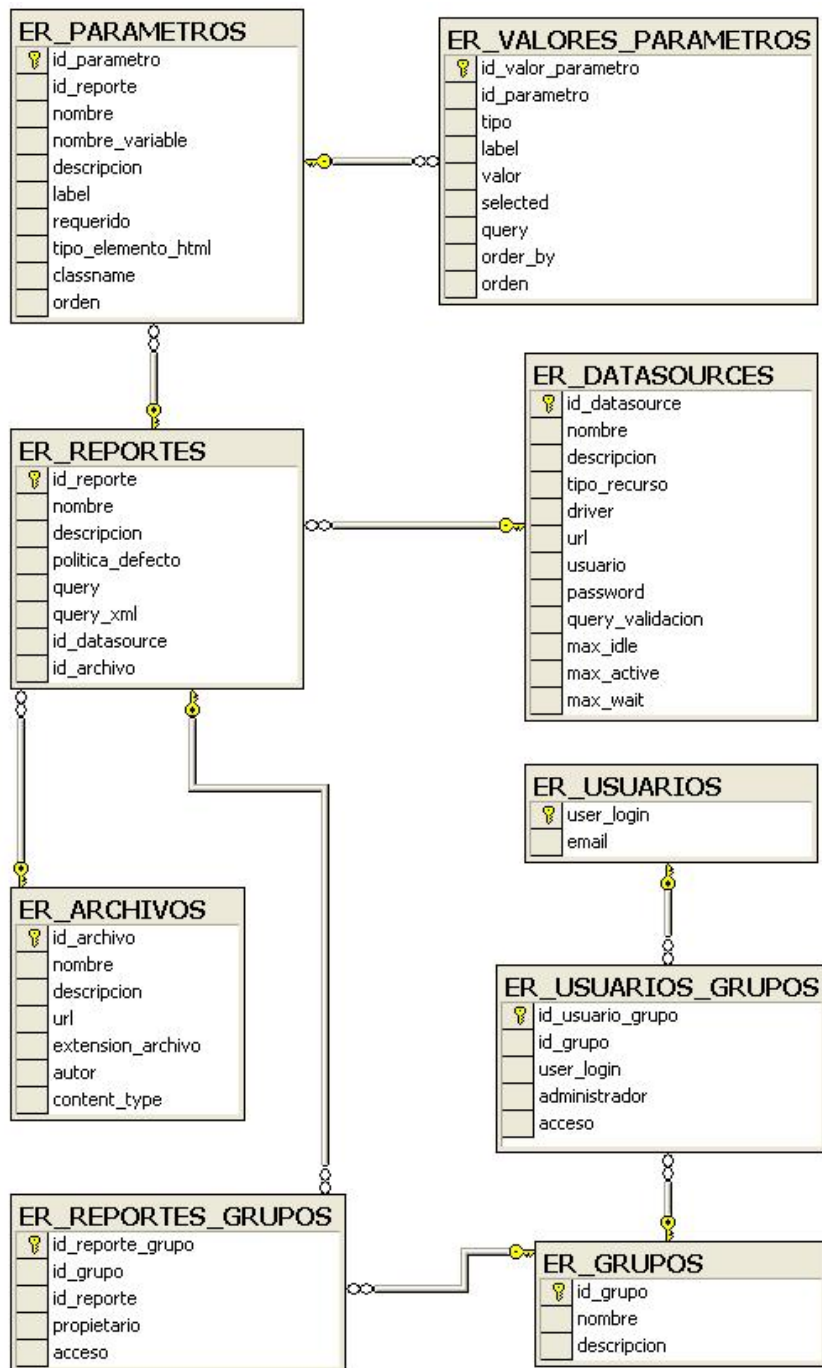 ER_PARAMETROS
id_parametro
id_reporte
nombre
nombre_variable
descripcion
label
requerido
tipo_elemento_html
classname
orden
ER_VALORES_PARAMETROS
id_valor_parametro
id_parametro
tipo
label
valor
selected
query
order_by
orden
ER_DATASOURCES
id_datasource
nombre
descripcion
tipo_recurso
driver
url
usuario
password
query_validacion
max_idle
max_active
max_wait
ER_REPORTES
id_reporte
nombre
descripcion
politica_defecto
query
query_xml
id_datasource
id_archivo
ER_USUARIOS
user_login
email
ER_ARCHIVOS
id_archivo
nombre
descripcion
url
extension_archivo
autor
content_type
ER_USUARIOS_GRUPOS
id_usuario_grupo
id_grupo
user_login
administrador
acceso
ER_REPORTES_GRUPOS
id_reporte_grupo
id_grupo
id_reporte
propietario
acceso
ER_GRUPOS
id_grupo
nombre
descripcion